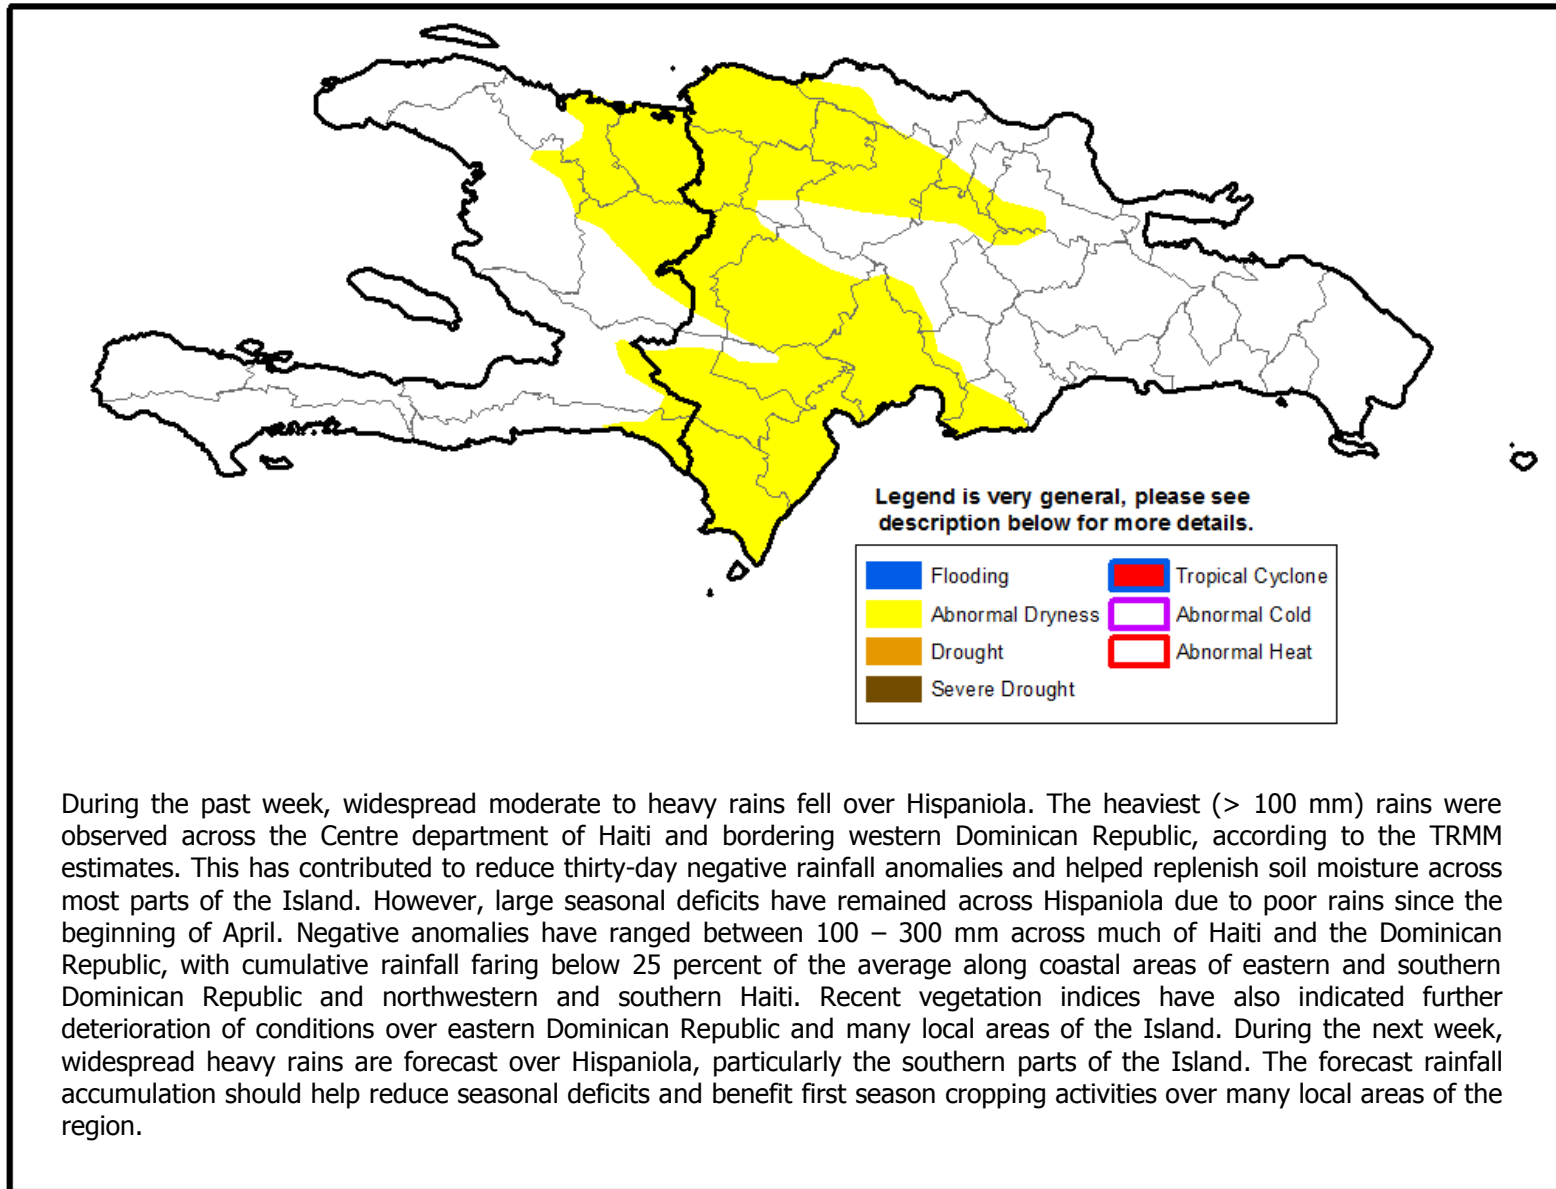 Legend is very general, please see
description below for more details.
Flooding
Tropical Cyclone
Abnormal Dryness
Abnormal Cold
Drought
Abnormal Heat
Severe Drought
During the past week, widespread moderate to heavy rains fell over Hispaniola. The heaviest (> 100 mm) rains were
observed across the Centre department of Haiti and bordering western Dominican Republic, according to the TRMM
estimates. This has contributed to reduce thirty-day negative rainfall anomalies and helped replenish soil moisture across
most parts of the Island. However, large seasonal deficits have remained across Hispaniola due to poor rains since the
beginning of April. Negative anomalies have ranged between 100 – 300 mm across much of Haiti and the Dominican
Republic, with cumulative rainfall faring below 25 percent of the average along coastal areas of eastern and southern
Dominican Republic and northwestern and southern Haiti. Recent vegetation indices have also indicated further
deterioration of conditions over eastern Dominican Republic and many local areas of the Island. During the next week,
widespread heavy rains are forecast over Hispaniola, particularly the southern parts of the Island. The forecast rainfall
accumulation should help reduce seasonal deficits and benefit first season cropping activities over many local areas of the
region.